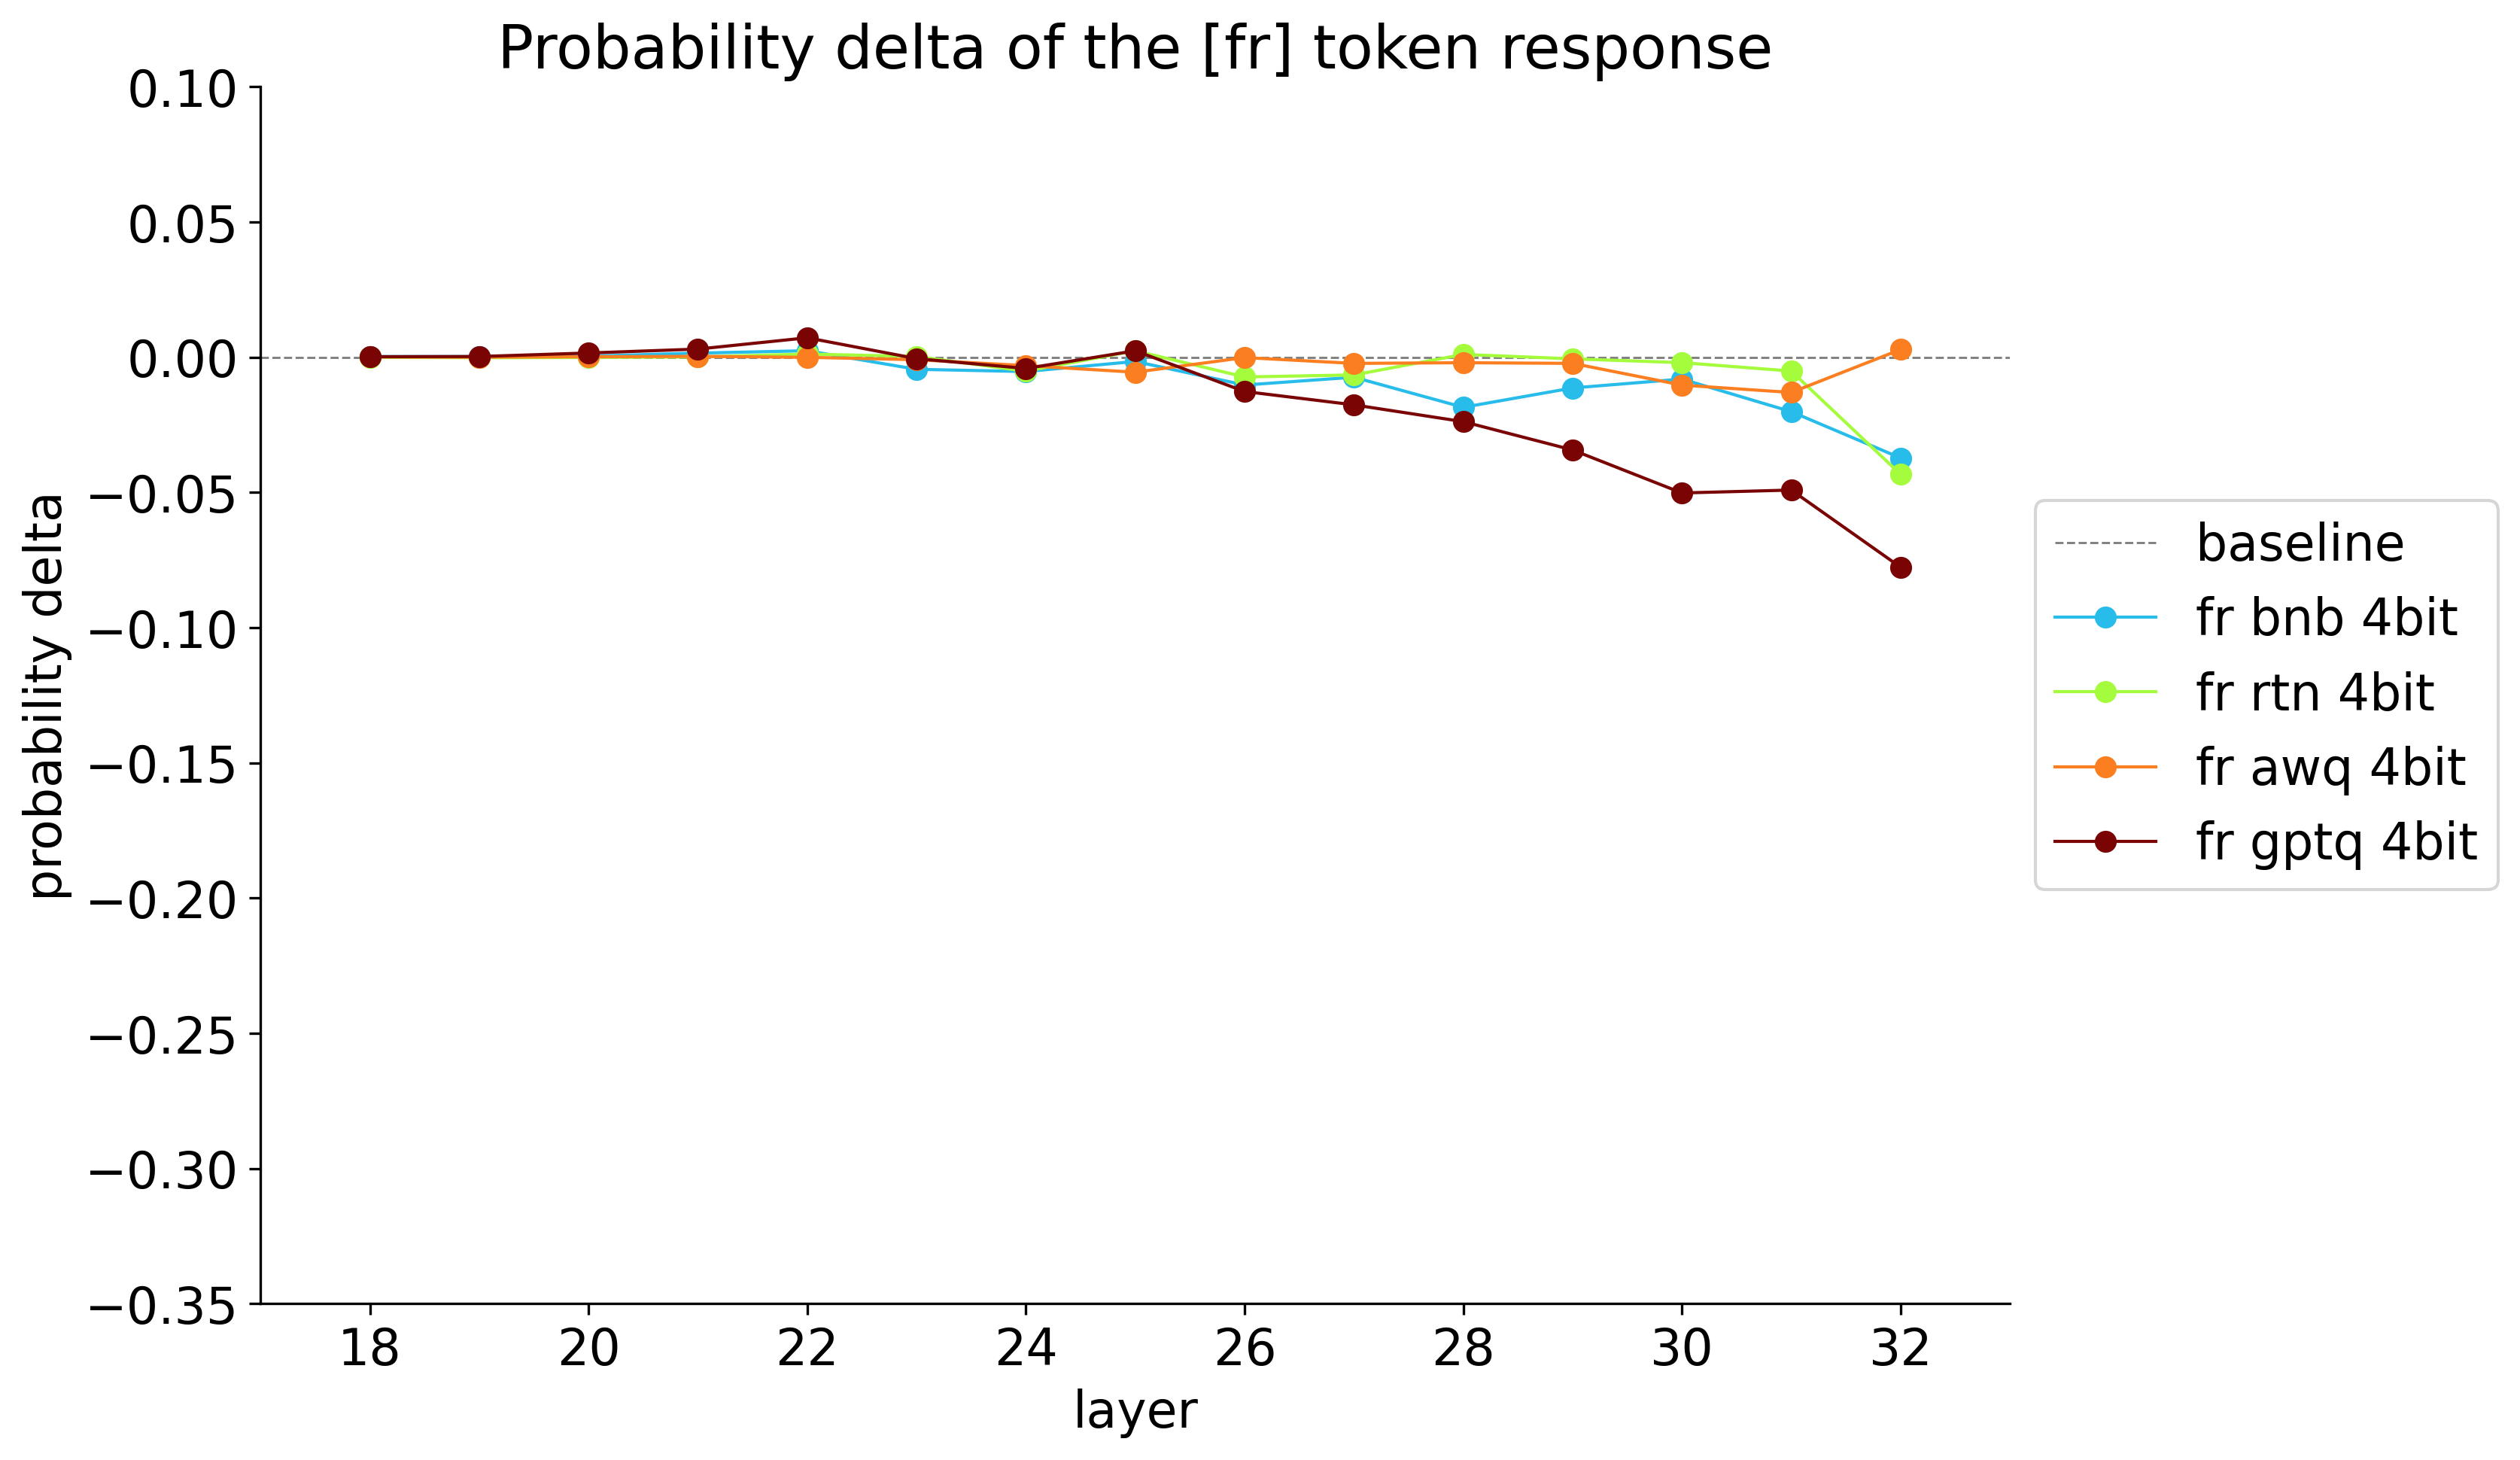 Probability delta of the [fr] token response
0.10
0.05
0.00
−0.05
−0.10
−0.15
−0.20
−0.25
−0.30
−0.35
probability delta
18 20 22 24 26 28 30 32
layer
baseline
fr bnb 4bit
fr rtn 4bit
fr awq 4bit
fr gptq 4bit